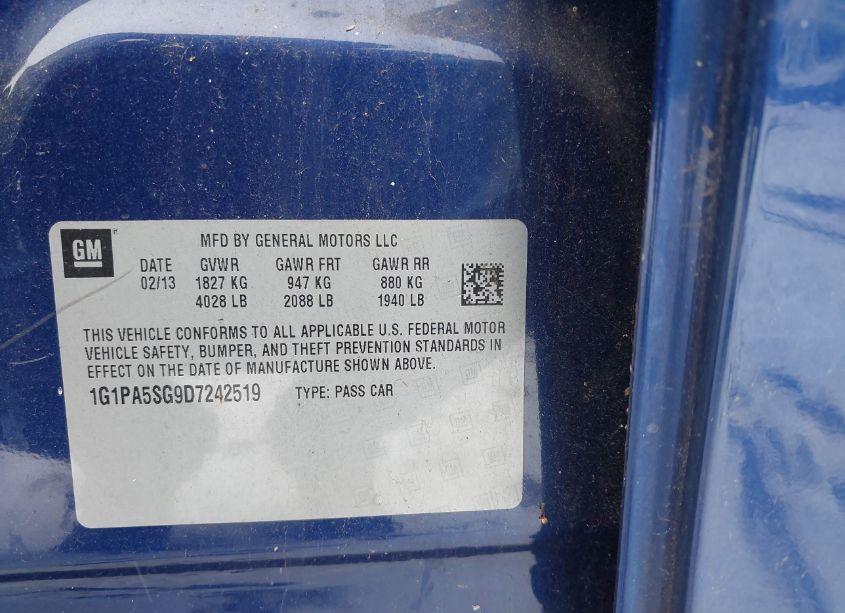 GM
MFD BY GENERAL MOTORS LLC
DATE GVWR GAWR FRT GAWR RR
02/13 1827 KG 947 KG 880 KG
4028 LB 2088 LB 1940 LB
THIS VEHICLE CONFORMS TO ALL APPLICABLE U.S. FEDERAL MOTOR
VEHICLE SAFETY, BUMPER, AND THEFT PREVENTION STANDARDS IN
EFFECT ON THE DATE OF MANUFACTURE SHOWN ABOVE.
1G1PA5SG9D7242519 TYPE: PASS CAR